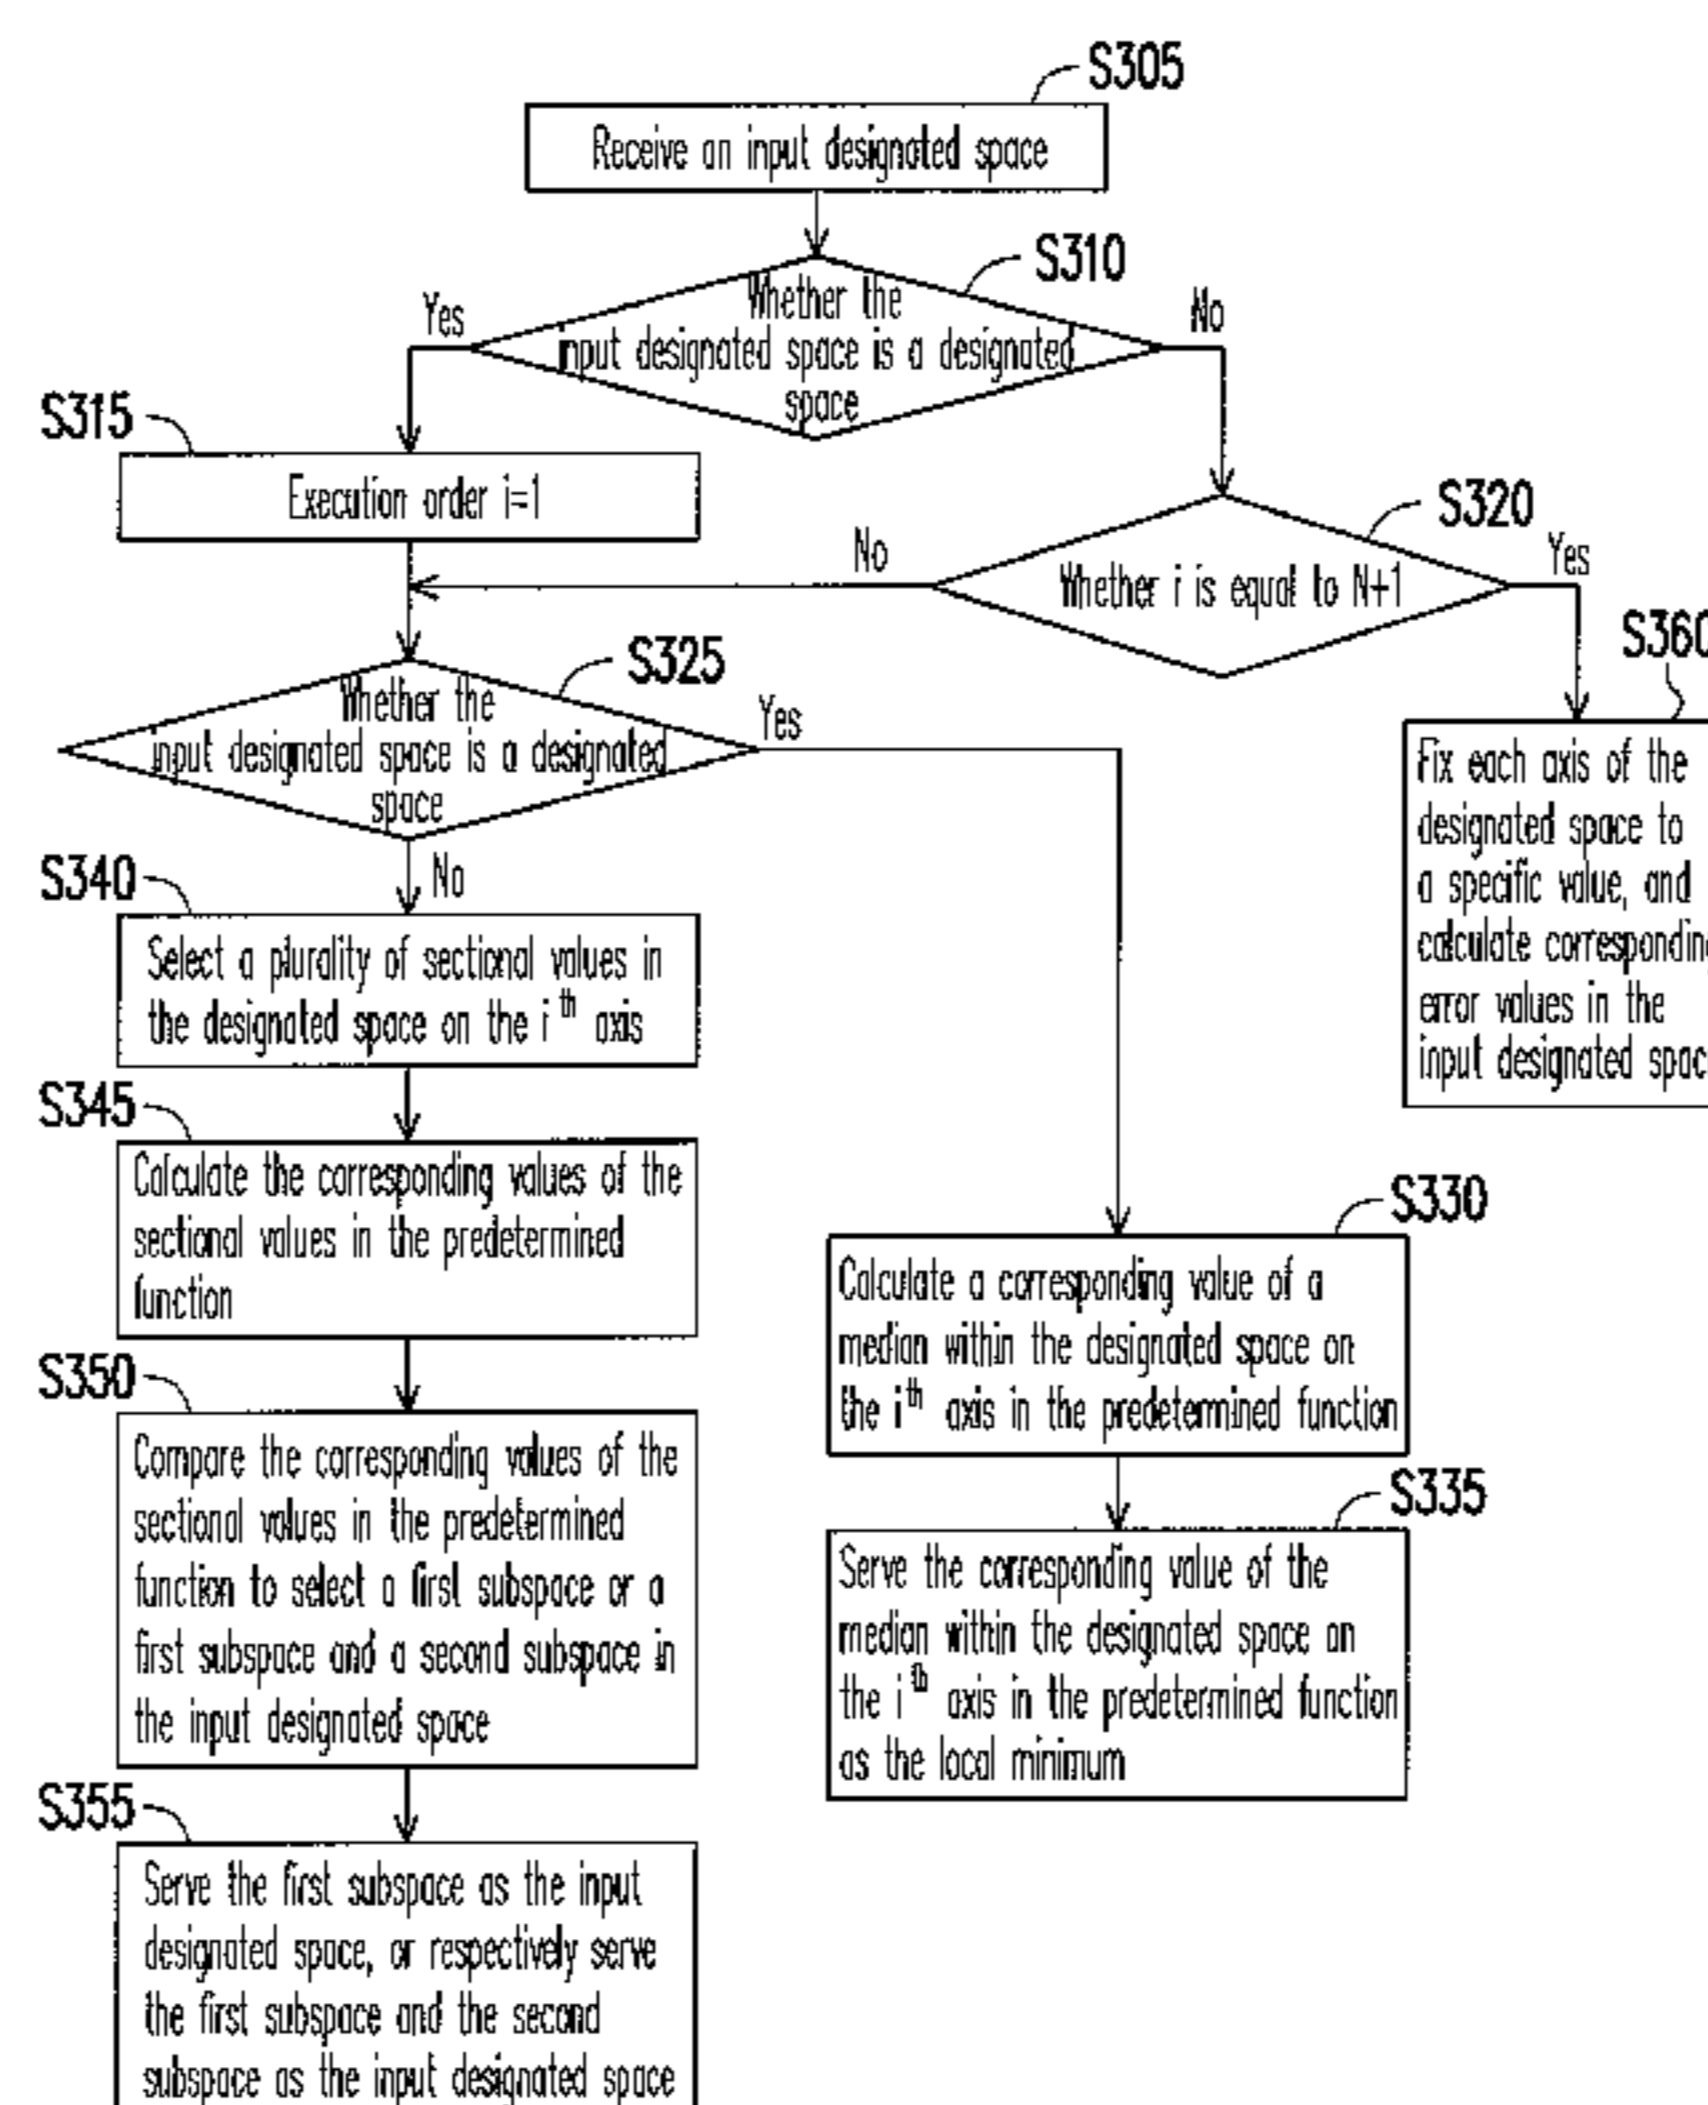 S305
Receive an input designated space
S310
Whether the
input designated space is a designated
space
Yes
No
S315
Execution order i=1
S320
Whether i is equal to N+1
No
Yes
S325
Whether the
input designated space is a designated
space
Yes
No
S360
Fix each axis of the
designated space to
a specific value, and
calculate corresponding
error values in the
input designated space
S340
Select a plurality of sectional values in
the designated space on the i th axis
S345
Calculate the corresponding values of the
sectional values in the predetermined
function
S330
Calculate a corresponding value of a
median within the designated space on
the i th axis in the predetermined function
S350
Compare the corresponding values of the
sectional values in the predetermined
function to select a first subspace or a
first subspace and a second subspace in
the input designated space
S335
Serve the corresponding value of the
median within the designated space on
the i th axis in the predetermined function
as the local minimum
S355
Serve the first subspace as the input
designated space, or respectively serve
the first subspace and the second
subspace as the input designated space